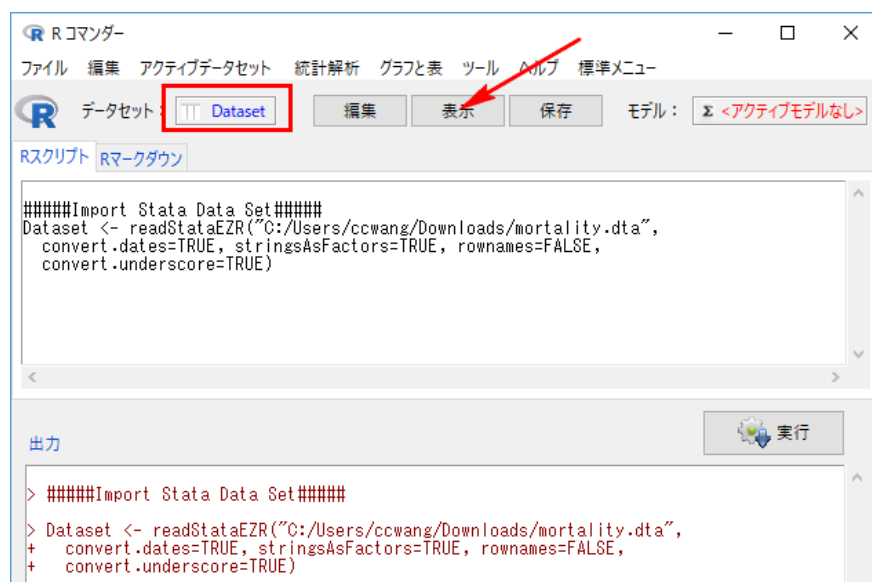 R R コマンダー
ファイル 編集 アクティブデータセット 統計解析 グラフと表 ツール ヘルプ 標準メニュー
R データセット： Dataset 編集 表示 保存 モデル： Σ <アクティブモデルなし>
Rスクリプト Rマークダウン
#####Import Stata Data Set#####
Dataset <- readStataEZR("C:/Users/ccwang/Downloads/mortality.dta",
convert.dates=TRUE, stringsAsFactors=TRUE, rownames=FALSE,
convert.underscore=TRUE)
実行
出力
> #####Import Stata Data Set#####
> Dataset <- readStataEZR("C:/Users/ccwang/Downloads/mortality.dta",
+ convert.dates=TRUE, stringsAsFactors=TRUE, rownames=FALSE,
+ convert.underscore=TRUE)